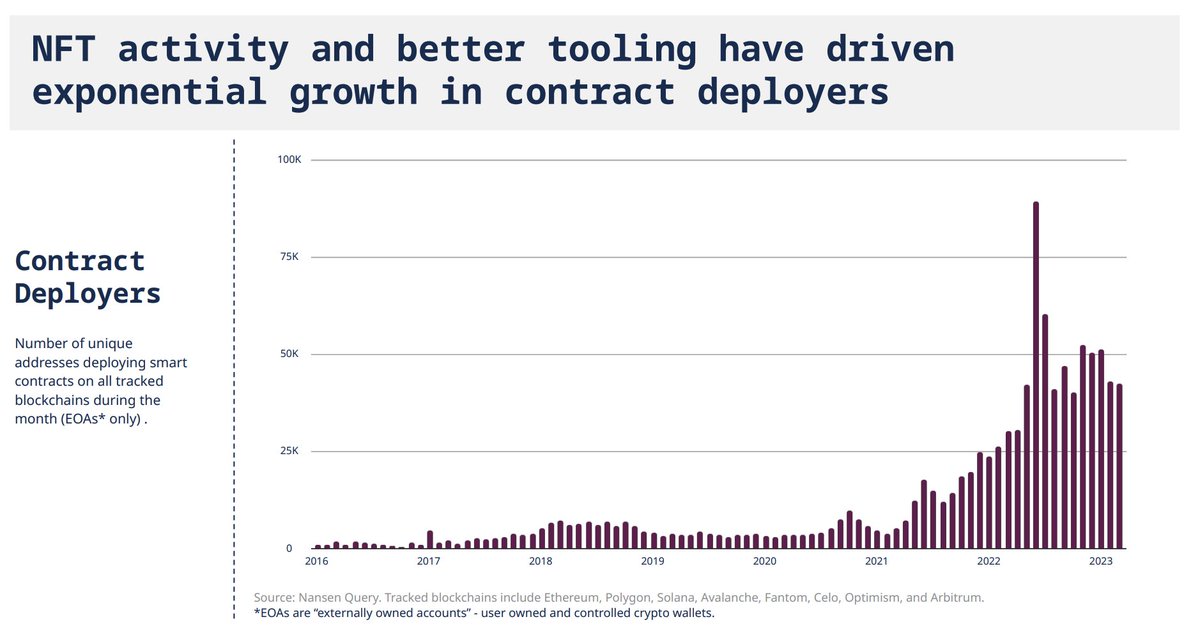 NFT activity and better tooling have driven
exponential growth in contract deployers
Contract
Deployers
Number of unique
addresses deploying smart
contracts on all tracked
blockchains during the
month (EOAs* only) .
100K
75K
50K
25K
0
2016 2017 2018 2019 2020 2021 2022 2023
Source: Nansen Query. Tracked blockchains include Ethereum, Polygon, Solana, Avalanche, Fantom, Celo, Optimism, and Arbitrum.
*EOAs are “externally owned accounts” - user owned and controlled crypto wallets.